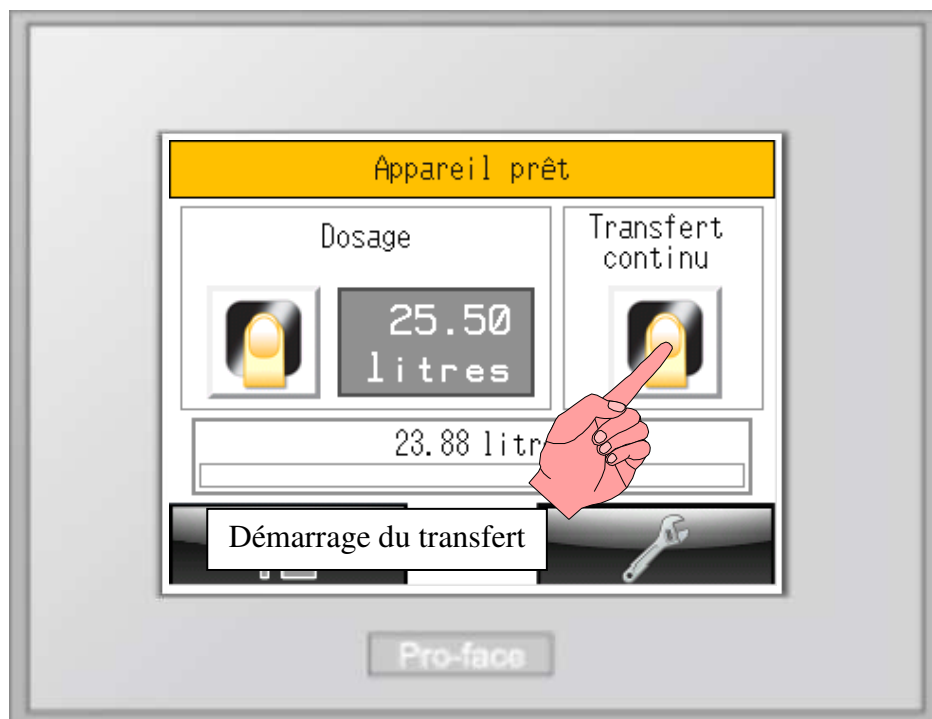 Appareil prêt
Dosage
Transfert
continu
25.50
litres
23.88 litr
Démarrage du transfert
Pro-face